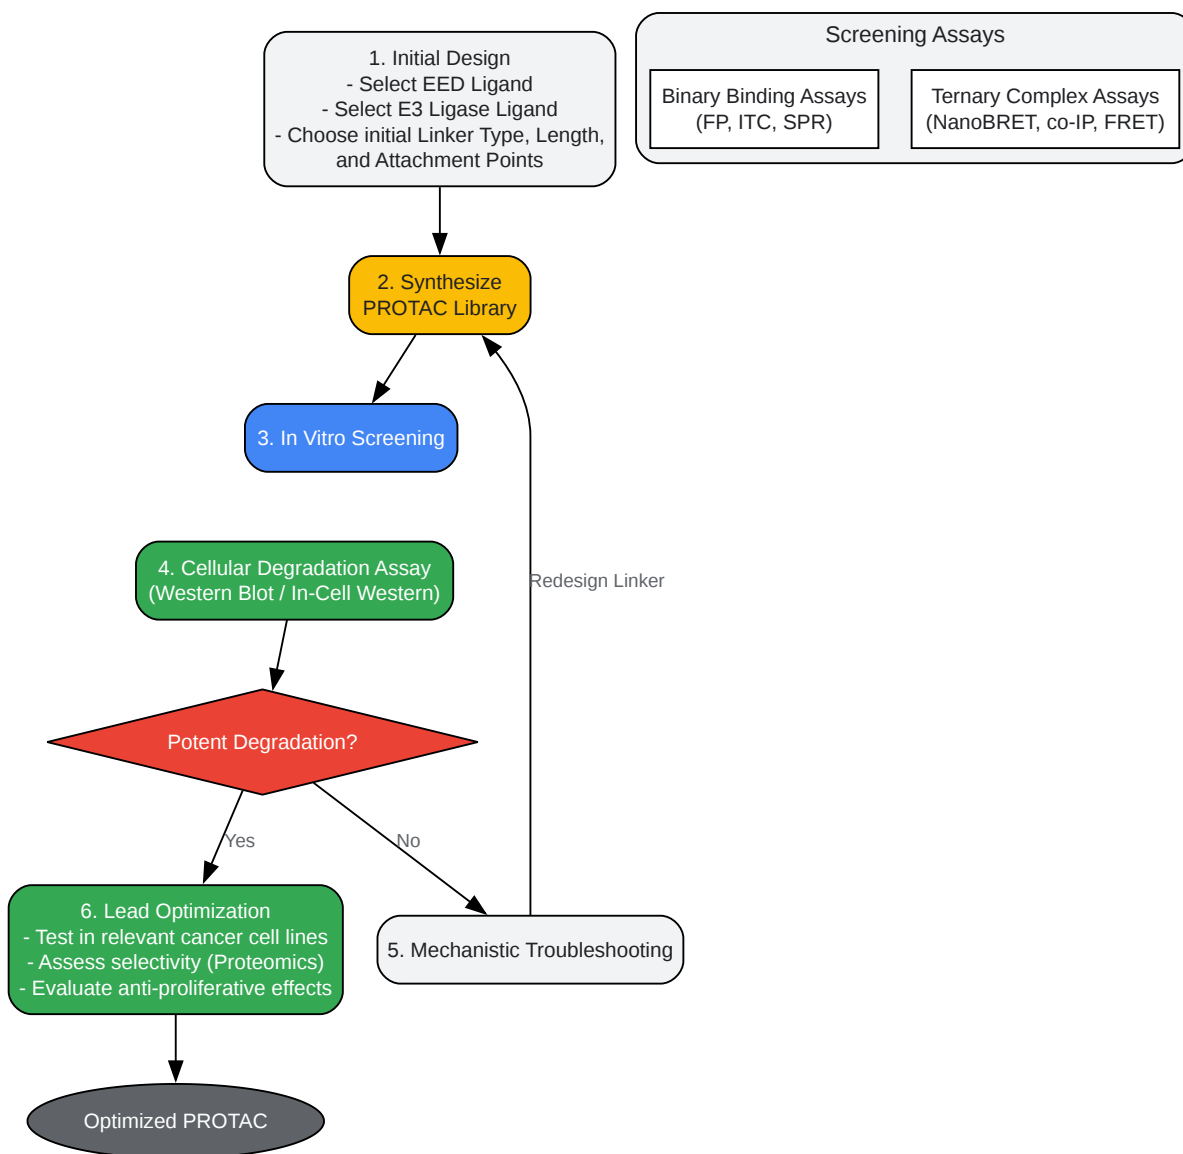 1. Initial Design
- Select EED Ligand
- Select E3 Ligase Ligand
- Choose initial Linker Type, Length,
and Attachment Points
Screening Assays
Binary Binding Assays
(FP, ITC, SPR)
Ternary Complex Assays
(NanoBRET, co-IP, FRET)
2. Synthesize
PROTAC Library
3. In Vitro Screening
4. Cellular Degradation Assay
(Western Blot / In-Cell Western)
Redesign Linker
Potent Degradation?
Yes
No
6. Lead Optimization
- Test in relevant cancer cell lines
- Assess selectivity (Proteomics)
- Evaluate anti-proliferative effects
5. Mechanistic Troubleshooting
Optimized PROTAC